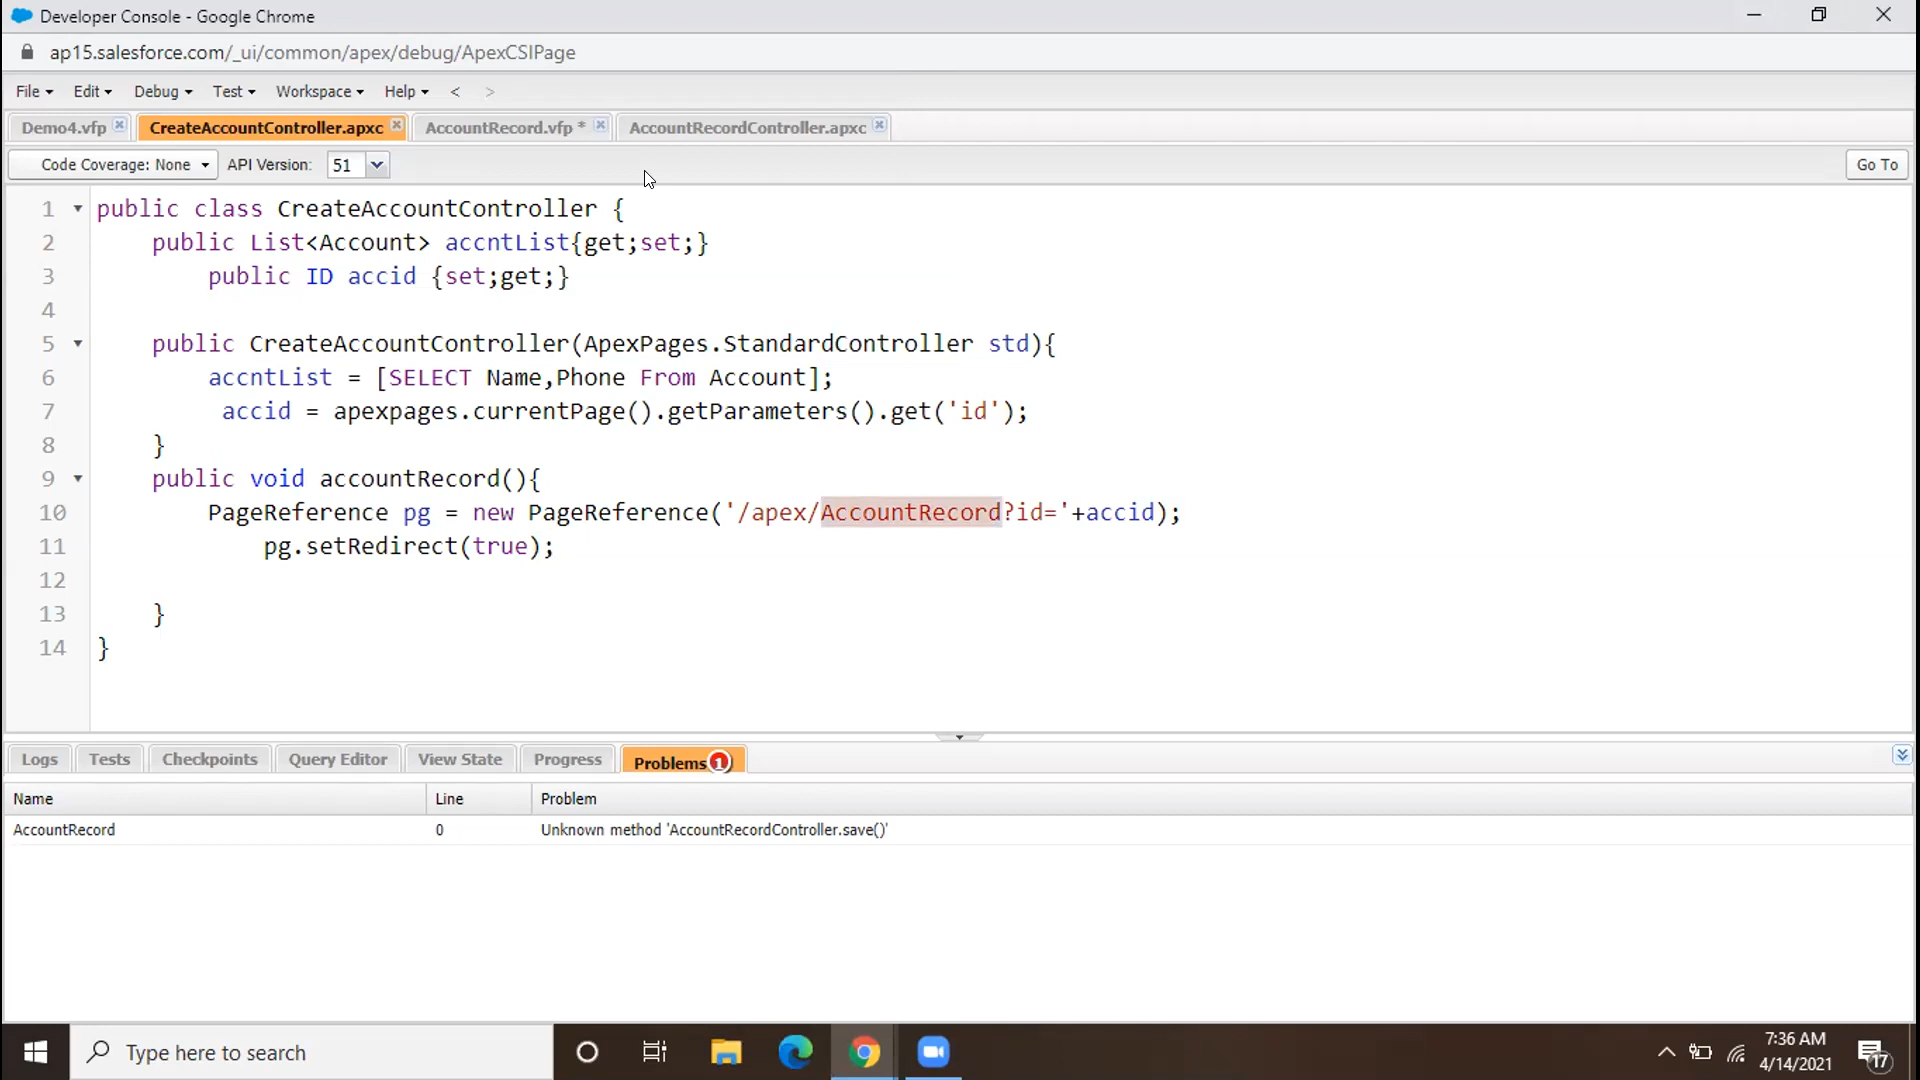 Developer Console - Google Chrome
ap15.salesforce.com/_ui/common/apex/debug/ApexCSIPage
File Edit Debug Test Workspace Help < >
Demo4.vfp CreateAccountController.apxc AccountRecord.vfp * AccountRecordController.apxc
Code Coverage: None API Version: 51 Go To
1 public class CreateAccountController {
2 public List<Account> accntList{get;set;}
3 public ID accid {set;get;}
4
5 public CreateAccountController(ApexPages.StandardController std){
6 accntList = [SELECT Name,Phone From Account];
7 accid = apexpages.currentPage().getParameters().get('id');
8 }
9 public void accountRecord(){
10 PageReference pg = new PageReference('/apex/AccountRecord?id='+accid);
11 pg.setRedirect(true);
12
13 }
14 }
Logs Tests Checkpoints Query Editor View State Progress Problems 1
Name Line Problem
AccountRecord 0 Unknown method 'AccountRecordController.save()'
Type here to search
7:36 AM
4/14/2021
17